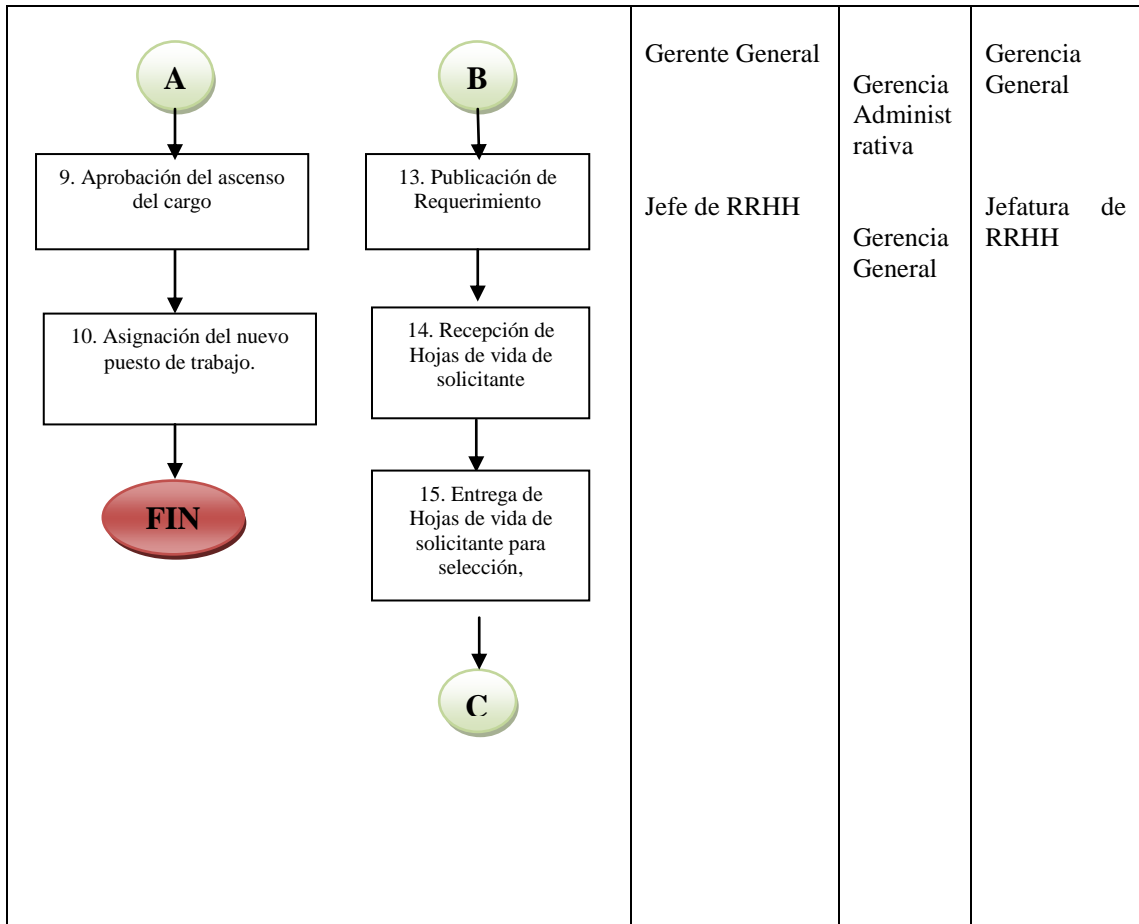 A
9. Aprobación del ascenso
del cargo
10. Asignación del nuevo
puesto de trabajo.
FIN
B
13. Publicación de
Requerimiento
14. Recepción de
Hojas de vida de
solicitante
15. Entrega de
Hojas de vida de
solicitante para
selección,
C
Gerente General
Jefe de RRHH
Gerencia
Administ
rativa
Gerencia
General
Gerencia
General
Jefatura de
RRHH